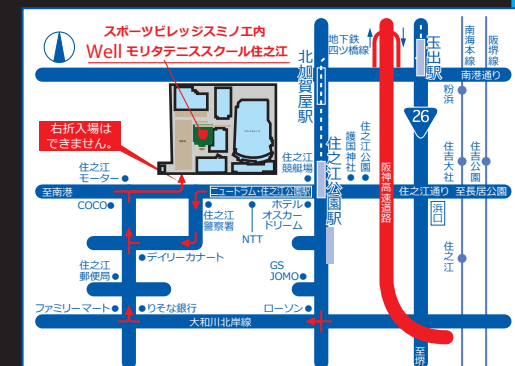 スポーツビレッジスミノエ内
Well モリタテニススクール住之江
地下鉄
四ツ橋線
玉出駅
南海本線
阪堺線
南港通り
北加賀屋駅
粉浜
26
右折入場は
できません。
住之江
競艇場
住之江公園
護国神社
住之江公園駅
阪神高速道路
住吉大社
住吉公園
住之江
モーター
至南港
ニュートラム・住之江公園駅
住之江通り
至長居公園
COCO
住之江
警察署
NTT
ホテル
オスカー
ドリーム
浜口
デイリーカナート
住之江
住之江
郵便局
GS
JOMO
ファミリーマート
りそな銀行
ローソン
大和川北岸線
至堺